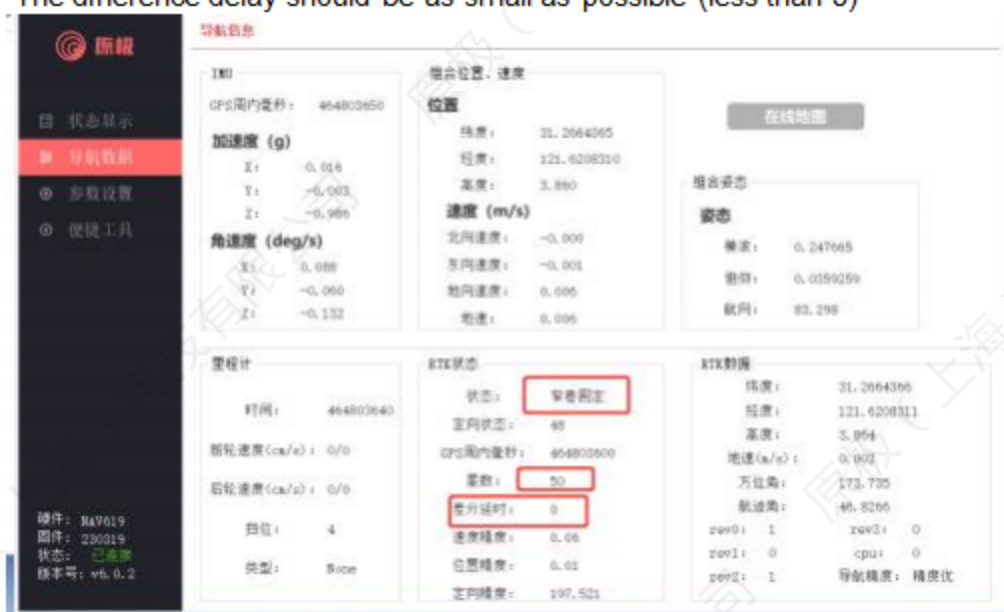 The difference delay should be as small as possible (less than 5)
原极
状态显示
导航数据
参数设置
便捷工具
硬件: NAV619
固件: 230319
状态: 已连接
版本号: v6.0.2
导航信息
IMU
GPS周内毫秒: 464803650
加速度 (g)
X: 0.016
Y: -0.003
Z: -0.986
角速度 (deg/s)
X: 0.088
Y: -0.060
Z: -0.132
组合位置、速度
位置
纬度: 31.2664365
经度: 121.6208310
高度: 3.860
速度 (m/s)
北向速度: -0.000
东向速度: -0.001
地向速度: 0.006
地速: 0.006
在线地图
组合姿态
姿态
横滚: 0.247665
俯仰: 0.0359259
航向: 83.298
里程计
时间: 464803640
前轮速度(cm/s): 0/0
后轮速度(cm/s): 0/0
挡位: 4
类型: None
RTK状态
状态: 窄巷固定
定向状态: 48
GPS周内毫秒: 464803600
星数: 50
差分延时: 0
速度精度: 0.06
位置精度: 0.01
定向精度: 197.521
RTK数据
纬度: 31.2664366
经度: 121.6208311
高度: 3.864
地速(m/s): 0.002
方位角: 173.735
航迹角: 46.8266
rev0: 1 rev3: 0
rev1: 0 cpu: 0
rev2: 1 导航精度: 精度优